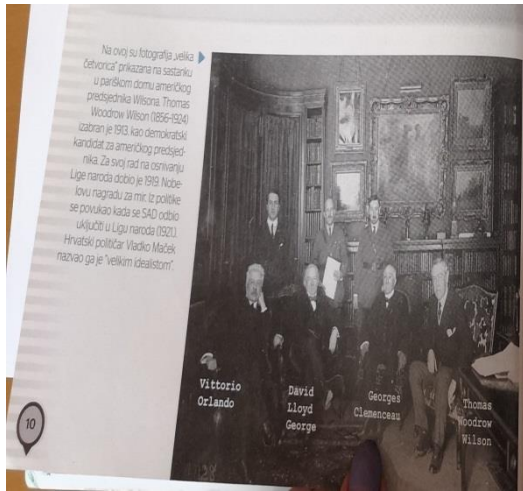 Na ovoj su fotografija „velika
četvorica" prikazana na sastanku
u pariškom domu američkog
predsjednika Wilsona. Thomas
Woodrow Wilson (1856-1924)
izabran je 1913. kao demokratski
kandidat za američkog predsjed-
nika. Za svoj rad na osnivanju
Lige naroda dobio je 1919. Nobe-
lovu nagradu za mir. Iz politike
se povukao kada se SAD odbio
uključiti u Ligu naroda (1921).
Hrvatski političar Vladko Maček
nazvao ga je "velikim idealistom".
Vittorio
Orlando
David
Lloyd
George
Georges
Clemenceau
Thomas
Woodrow
Wilson
10